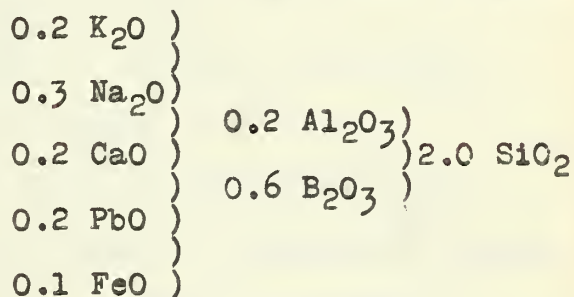 0.2 K2O )
)
0.3 Na2O)
) 0.2 Al2O3)
0.2 CaO ) )2.0 SiO2
) 0.6 B2O3 )
0.2 PbO )
)
0.1 FeO )